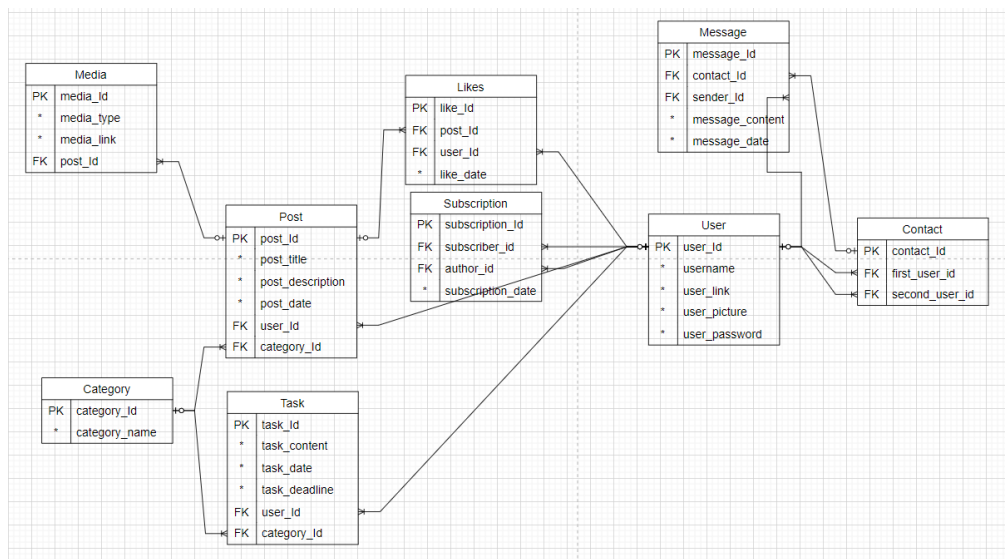 Media
PK media_Id
* media_type
* media_link
FK post_Id
Likes
PK like_Id
FK post_Id
FK user_Id
* like_date
Message
PK message_Id
FK contact_Id
FK sender_Id
* message_content
* message_date
Post
PK post_Id
* post_title
* post_description
* post_date
FK user_Id
FK category_Id
Subscription
PK subscription_Id
FK subscriber_id
FK author_id
* subscription_date
User
PK user_Id
* username
* user_link
* user_picture
* user_password
Contact
PK contact_Id
FK first_user_id
FK second_user_id
Category
PK category_Id
* category_name
Task
PK task_Id
* task_content
* task_date
* task_deadline
FK user_Id
FK category_Id